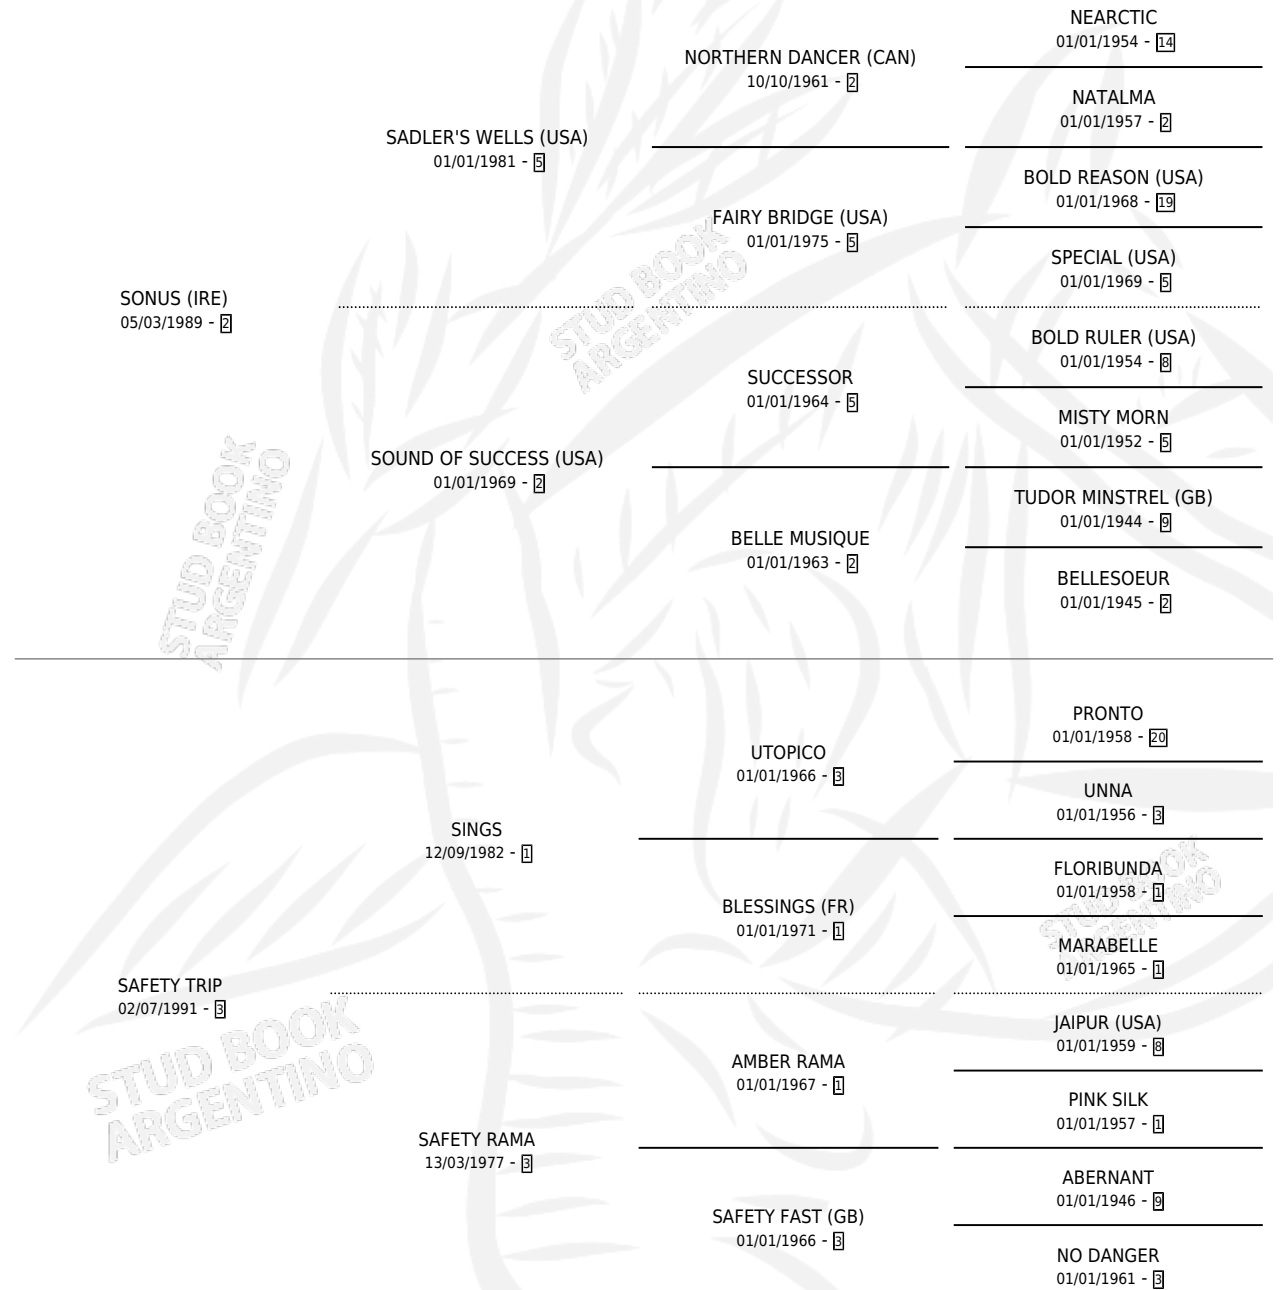 NEARCTIC
01/01/1954 - 14
NORTHERN DANCER (CAN)
10/10/1961 - 2
NATALMA
01/01/1957 - 2
SADLER'S WELLS (USA)
01/01/1981 - 5
BOLD REASON (USA)
01/01/1968 - 19
FAIRY BRIDGE (USA)
01/01/1975 - 5
SPECIAL (USA)
01/01/1969 - 5
SONUS (IRE)
05/03/1989 - 2
STUD BOOK
ARGENTINO
BOLD RULER (USA)
01/01/1954 - 8
SUCCESSOR
01/01/1964 - 5
MISTY MORN
01/01/1952 - 5
SOUND OF SUCCESS (USA)
01/01/1969 - 2
TUDOR MINSTREL (GB)
01/01/1944 - 9
BELLE MUSIQUE
01/01/1963 - 2
BELLESOEUR
01/01/1945 - 2
STUD BOOK
ARGENTINO
PRONTO
01/01/1958 - 20
UTOPICO
01/01/1966 - 3
UNNA
01/01/1956 - 3
SINGS
12/09/1982 - 1
FLORIBUNDA
01/01/1958 - 1
BLESSINGS (FR)
01/01/1971 - 1
MARABELLE
01/01/1965 - 1
STUD BOOK
ARGENTINO
SAFETY TRIP
02/07/1991 - 3
STUD BOOK
ARGENTINO
JAIPUR (USA)
01/01/1959 - 8
AMBER RAMA
01/01/1967 - 1
PINK SILK
01/01/1957 - 1
SAFETY RAMA
13/03/1977 - 3
ABERNANT
01/01/1946 - 9
SAFETY FAST (GB)
01/01/1966 - 3
NO DANGER
01/01/1961 - 3